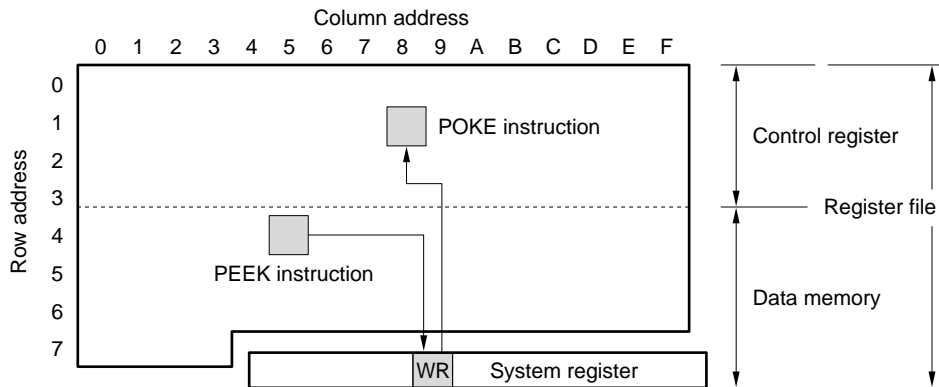 Column address
0 1 2 3 4 5 6 7 8 9 A B C D E F
Row address
0
1
2
3
4
5
6
7
POKE instruction
PEEK instruction
WR
System register
Control register
Register file
Data memory